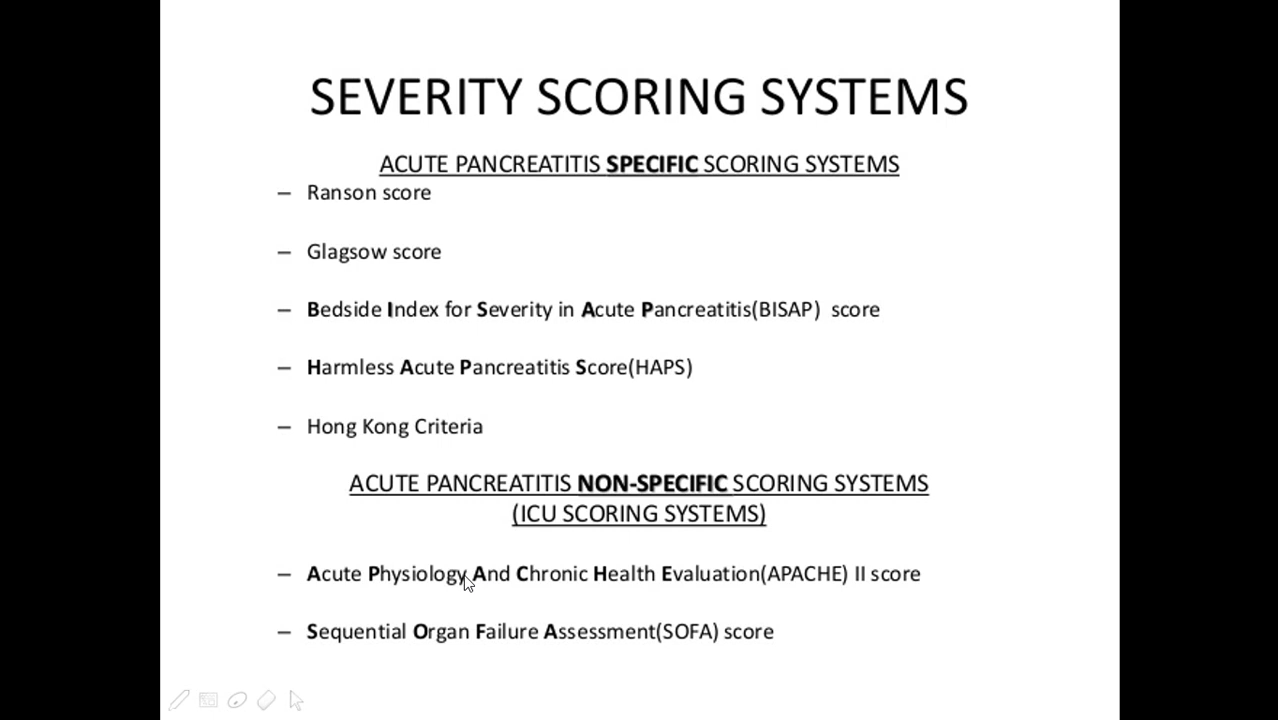 SEVERITY SCORING SYSTEMS
ACUTE PANCREATITIS SPECIFIC SCORING SYSTEMS
– Ranson score
– Glagsow score
– Bedside Index for Severity in Acute Pancreatitis(BISAP) score
– Harmless Acute Pancreatitis Score(HAPS)
– Hong Kong Criteria
ACUTE PANCREATITIS NON-SPECIFIC SCORING SYSTEMS
(ICU SCORING SYSTEMS)
– Acute Physiology And Chronic Health Evaluation(APACHE) II score
– Sequential Organ Failure Assessment(SOFA) score